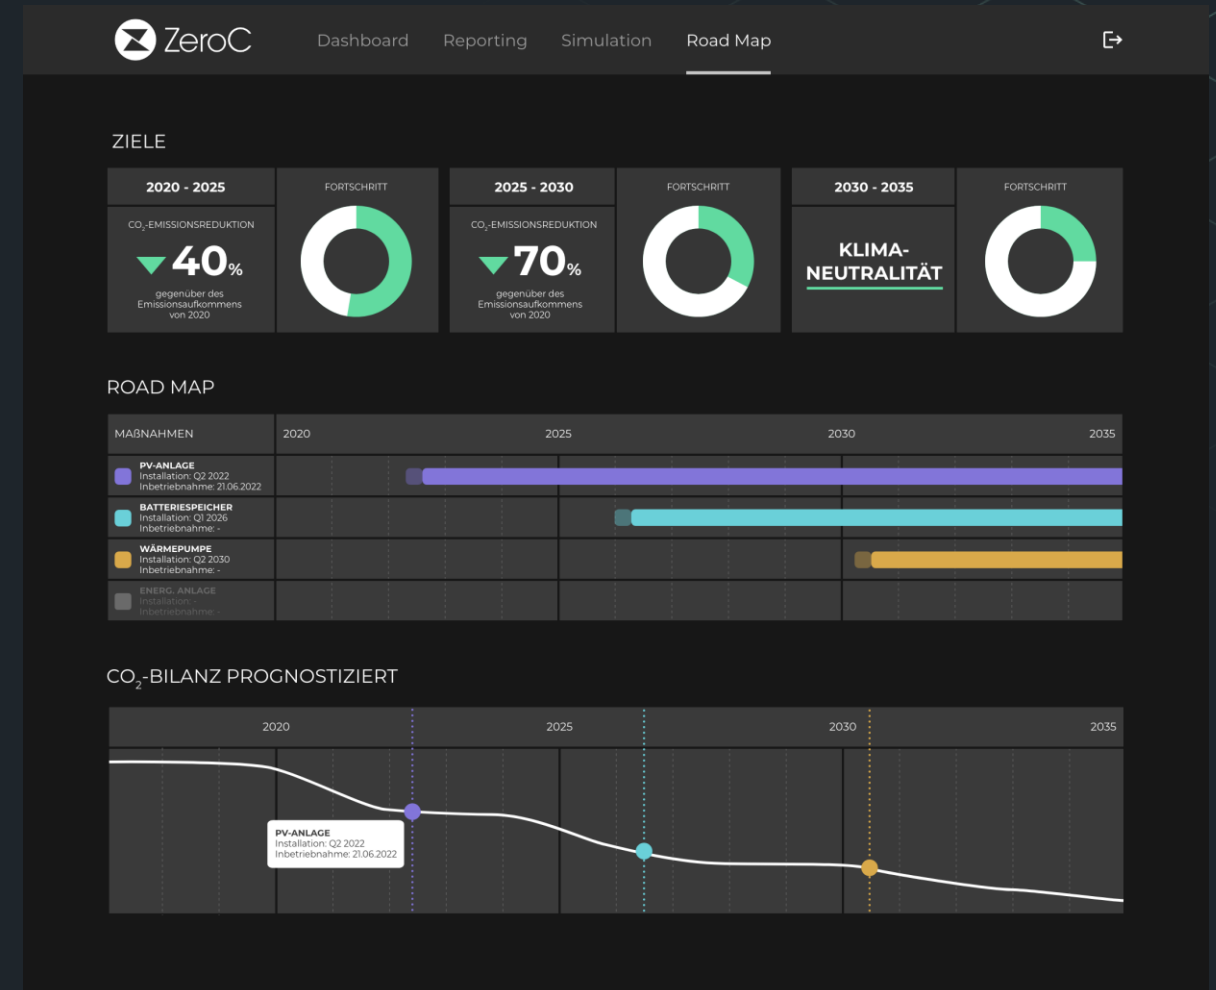 ZeroC
Dashboard
Reporting
Simulation
Road Map
ZIELE
2020 - 2025
CO₂-EMISSIONSREDUKTION
40%
gegenüber des
Emissionsaufkommens
von 2020
FORTSCHRITT
2025 - 2030
CO₂-EMISSIONSREDUKTION
70%
gegenüber des
Emissionsaufkommens
von 2020
FORTSCHRITT
2030 - 2035
KLIMA-
NEUTRALITÄT
FORTSCHRITT
ROAD MAP
MAßNAHMEN
2020
2025
2030
2035
PV-ANLAGE
Installation: Q2 2022
Inbetriebnahme: 21.06.2022
BATTERIESPEICHER
Installation: Q1 2026
Inbetriebnahme: -
WÄRMEPUMPE
Installation: Q2 2030
Inbetriebnahme: -
ENERG. ANLAGE
Installation: -
Inbetriebnahme: -
CO₂-BILANZ PROGNOSTIZIERT
2020
2025
2030
2035
PV-ANLAGE
Installation: Q2 2022
Inbetriebnahme: 21.06.2022